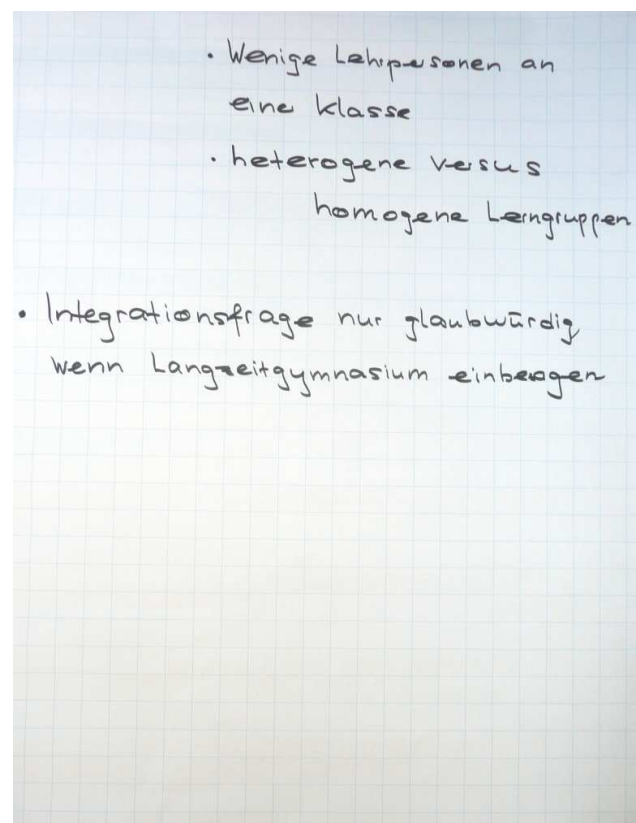 · Wenige Lehrpersonen an
eine Klasse
· heterogene versus
homogene Lerngruppen
· Integrationsfrage nur glaubwürdig
wenn Langzeitgymnasium einbezogen